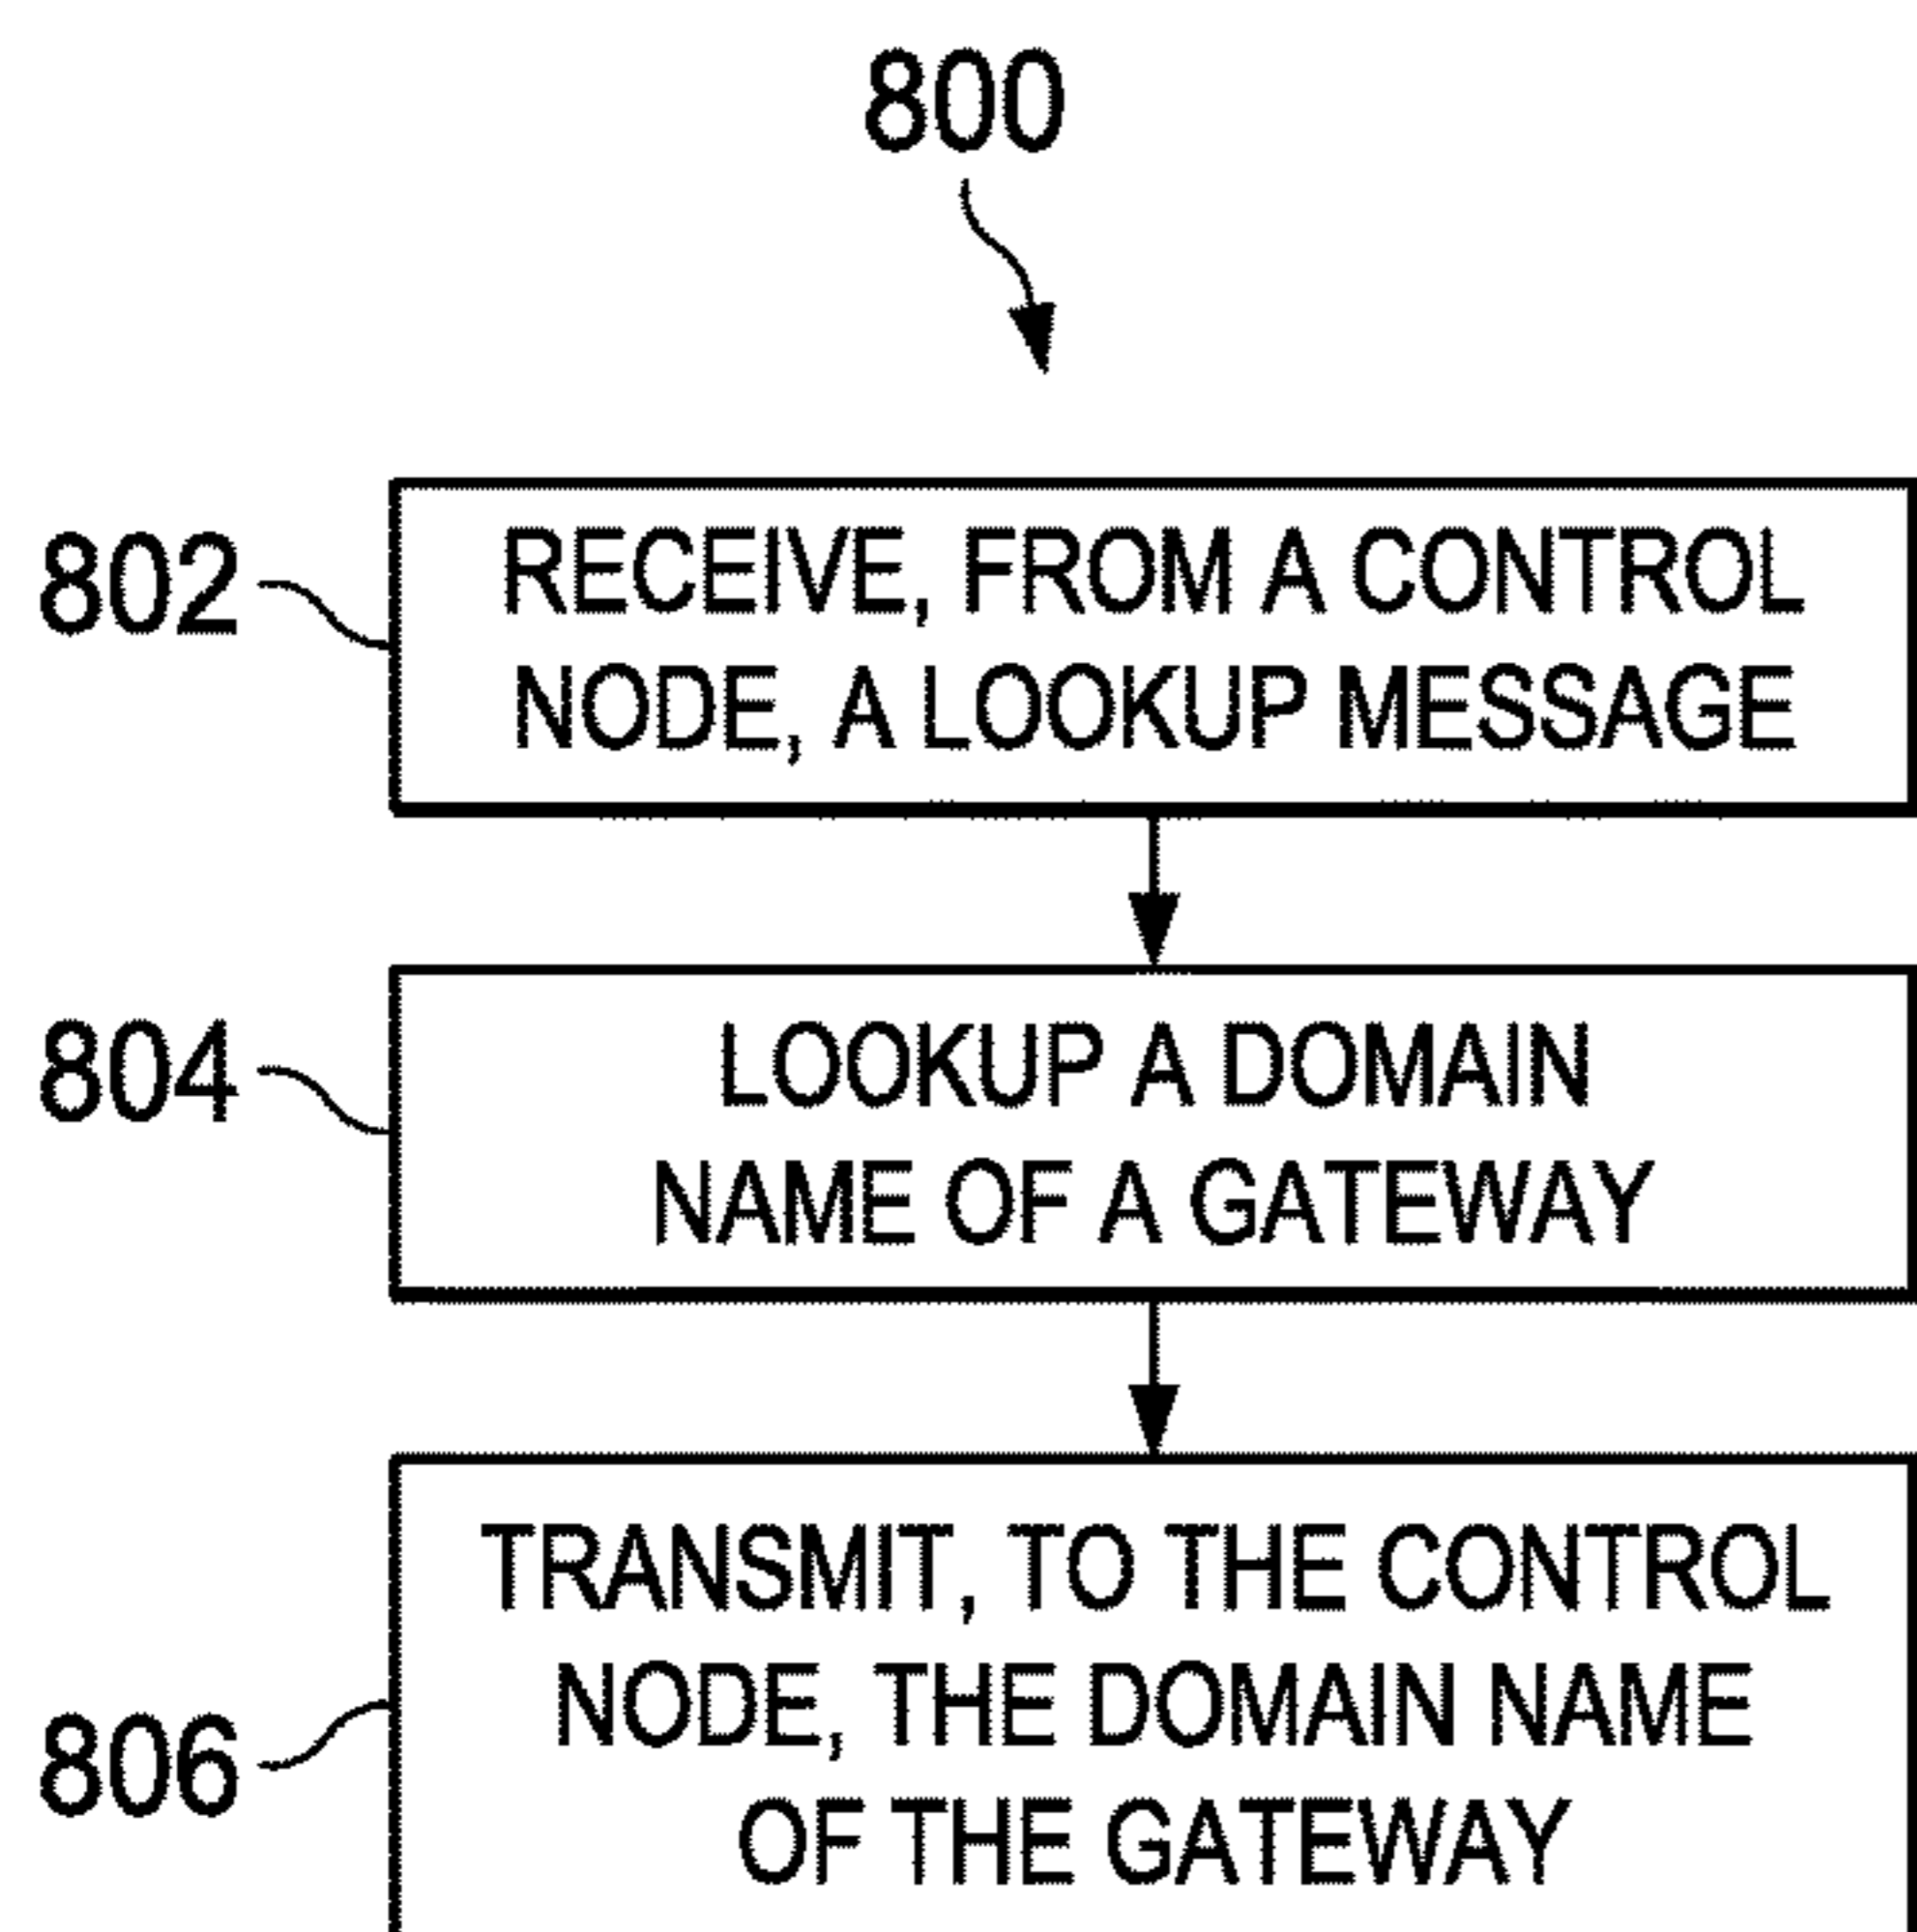 800
802
RECEIVE, FROM A CONTROL
NODE, A LOOKUP MESSAGE
804
LOOKUP A DOMAIN
NAME OF A GATEWAY
806
TRANSMIT, TO THE CONTROL
NODE, THE DOMAIN NAME
OF THE GATEWAY